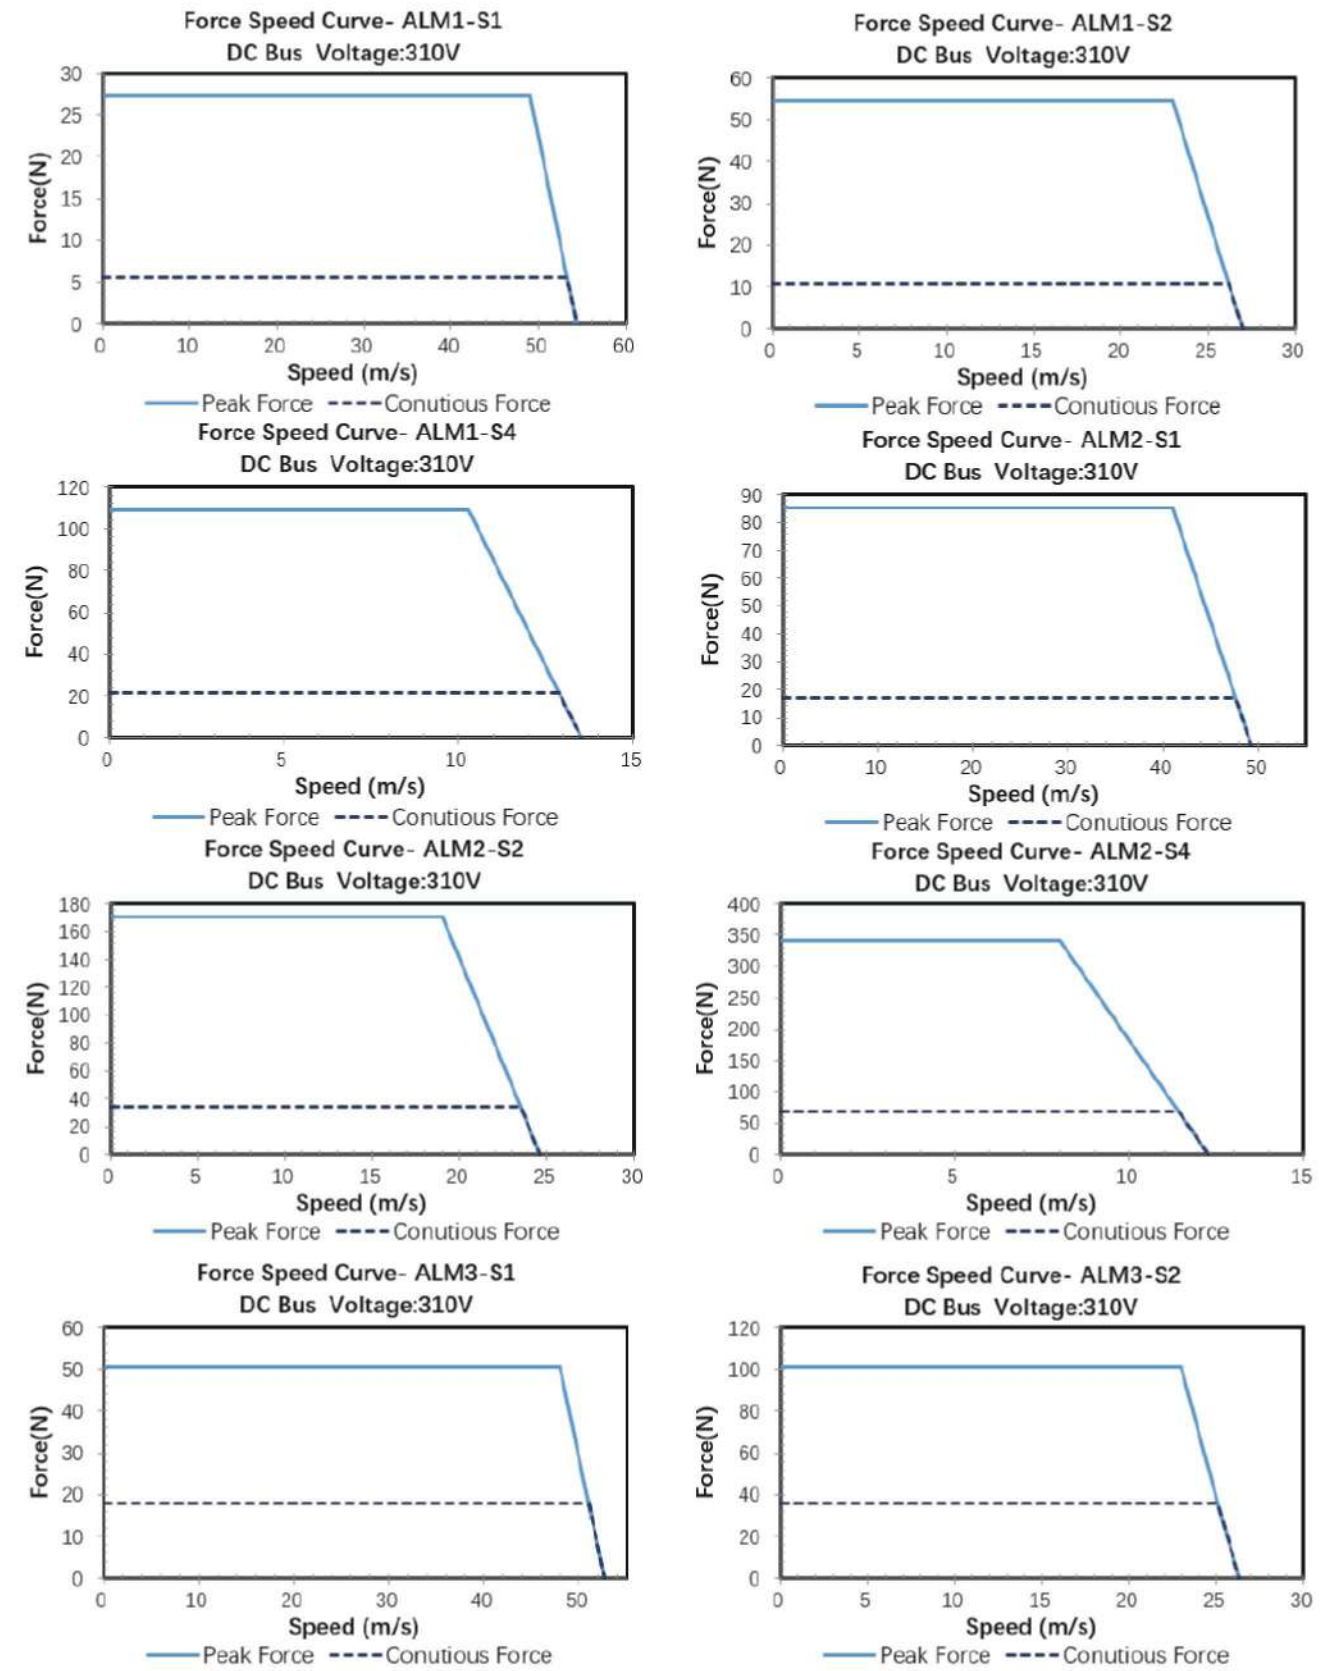 Force Speed Curve- ALM1-S1
DC Bus Voltage:310V
30
25
20
15
10
5
0
Force(N)
0 10 20 30 40 50 60
Speed (m/s)
Peak Force Conutious Force
Force Speed Curve- ALM1-S2
DC Bus Voltage:310V
60
50
40
30
20
10
0
Force(N)
0 5 10 15 20 25 30
Speed (m/s)
Peak Force Conutious Force
Force Speed Curve- ALM1-S4
DC Bus Voltage:310V
120
100
80
60
40
20
0
Force(N)
0 5 10 15
Speed (m/s)
Peak Force Conutious Force
Force Speed Curve- ALM2-S1
DC Bus Voltage:310V
90
80
70
60
50
40
30
20
10
0
Force(N)
0 10 20 30 40 50
Speed (m/s)
Peak Force Conutious Force
Force Speed Curve- ALM2-S2
DC Bus Voltage:310V
180
160
140
120
100
80
60
40
20
0
Force(N)
0 5 10 15 20 25 30
Speed (m/s)
Peak Force Conutious Force
Force Speed Curve- ALM2-S4
DC Bus Voltage:310V
400
350
300
250
200
150
100
50
0
Force(N)
0 5 10 15
Speed (m/s)
Peak Force Conutious Force
Force Speed Curve- ALM3-S1
DC Bus Voltage:310V
60
50
40
30
20
10
0
Force(N)
0 10 20 30 40 50
Speed (m/s)
Peak Force Conutious Force
Force Speed Curve- ALM3-S2
DC Bus Voltage:310V
120
100
80
60
40
20
0
Force(N)
0 5 10 15 20 25 30
Speed (m/s)
Peak Force Conutious Force